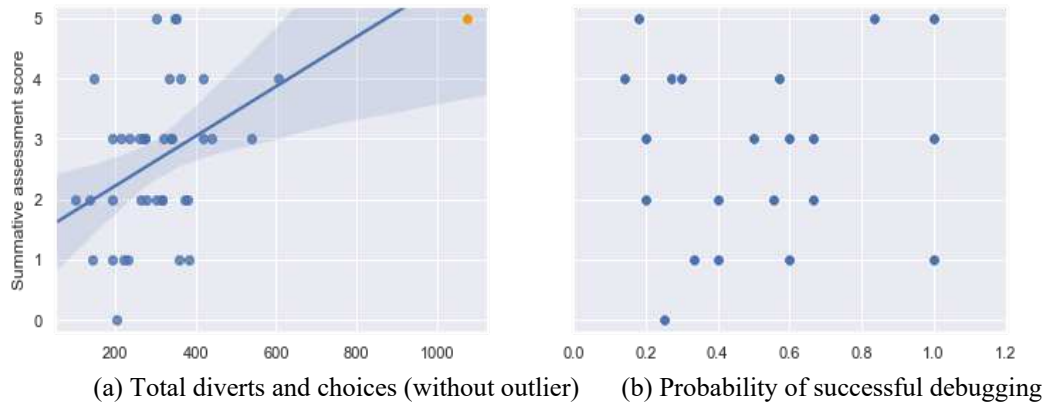 Summative assessment score
5
4
3
2
1
0
200 400 600 800 1000
0.0 0.2 0.4 0.6 0.8 1.0 1.2
(a) Total diverts and choices (without outlier)
(b) Probability of successful debugging